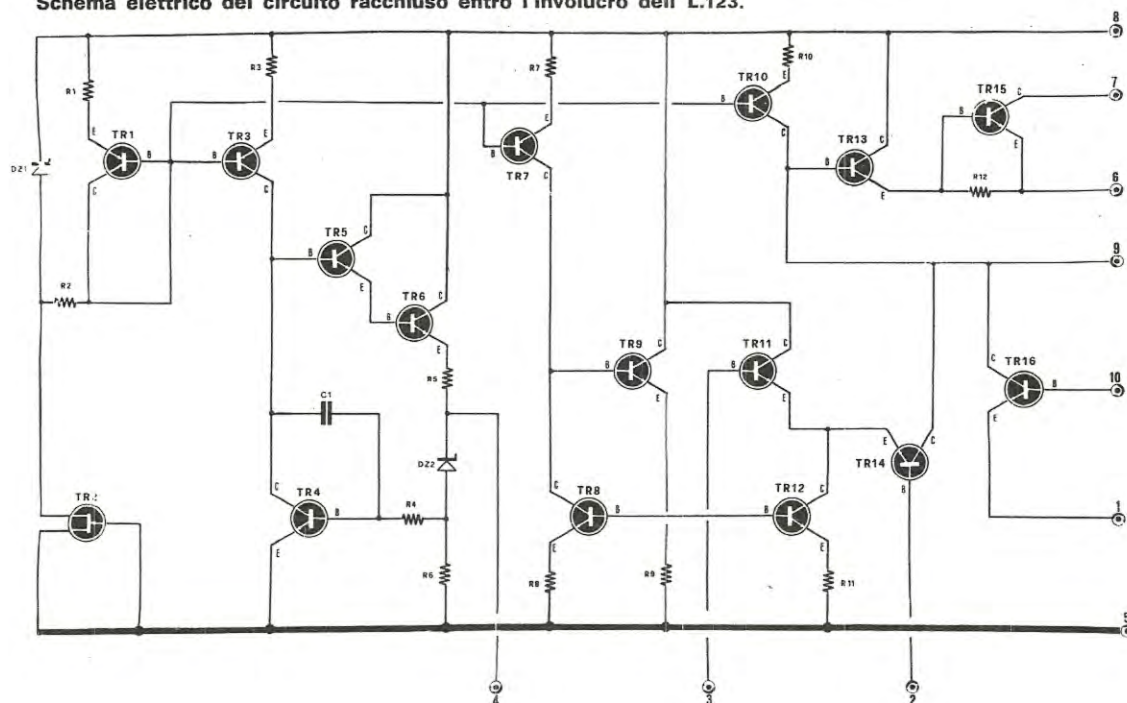 Schema elettrico del circuito racchiuso entro l'involucro dell' L.123.
8
R1
R3
R7
R10
E
TR10
B
C
7
TR15
B
C
E
TR1
E
B
C
TR3
B
E
C
DZ1
TR7
B
E
C
TR13
B
C
E
R12
6
TR5
B
C
E
9
R2
TR6
B
C
E
TR9
B
C
E
TR11
B
C
E
TR16
C
B
E
10
R5
C1
DZ2
E
C
TR14
B
TR4
C
B
E
R4
TR8
C
B
E
TR12
B
C
E
1
R6
R8
R9
R11
5
4
3
2